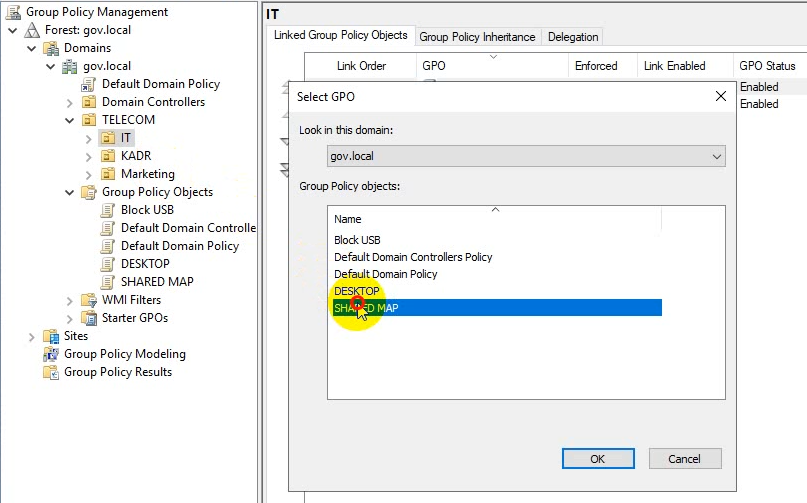 Group Policy Management
Forest: gov.local
Domains
gov.local
Default Domain Policy
Domain Controllers
TELECOM
IT
KADR
Marketing
Group Policy Objects
Block USB
Default Domain Controlle
Default Domain Policy
DESKTOP
SHARED MAP
WMI Filters
Starter GPOs
Sites
Group Policy Modeling
Group Policy Results
IT
Linked Group Policy Objects Group Policy Inheritance Delegation
Link Order GPO Enforced Link Enabled GPO Status
Enabled
Enabled
Select GPO
Look in this domain:
gov.local
Group Policy objects:
Name
Block USB
Default Domain Controllers Policy
Default Domain Policy
DESKTOP
SHARED MAP
OK Cancel